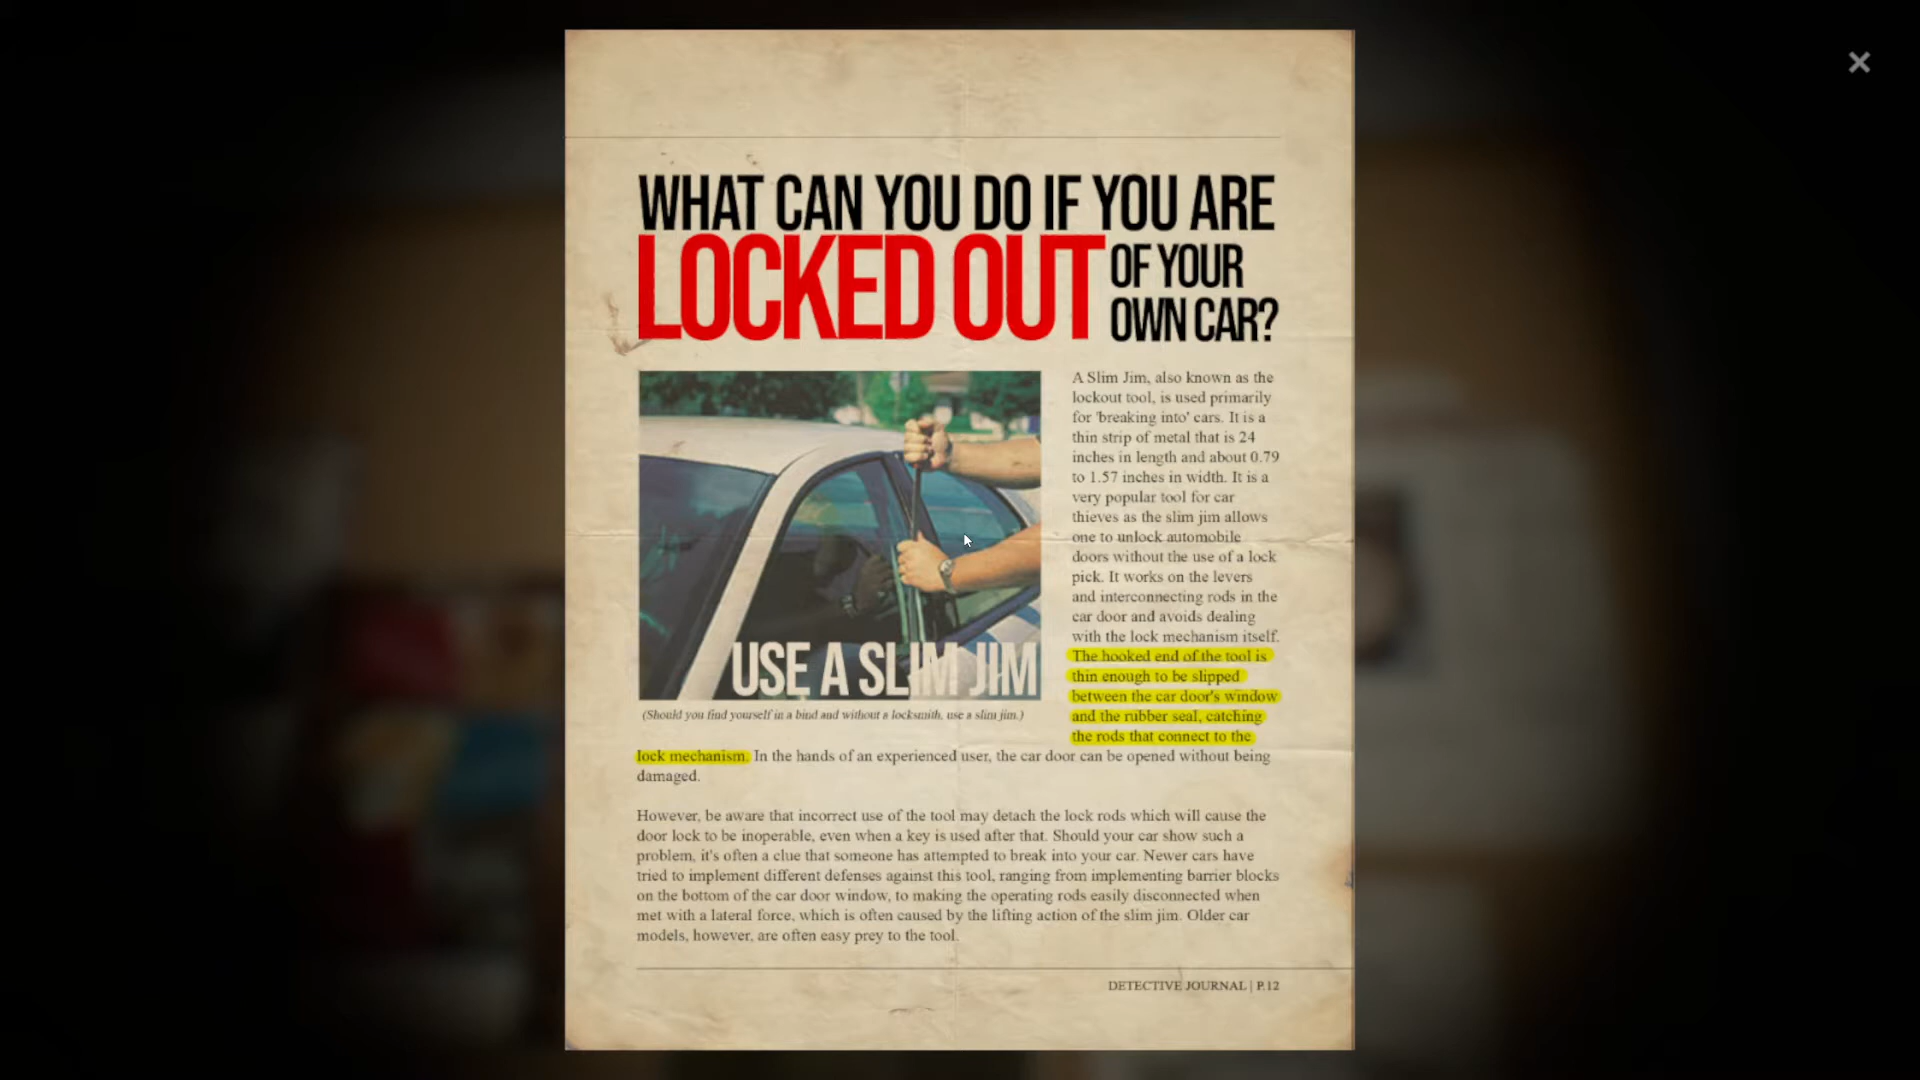 WHAT CAN YOU DO IF YOU ARE
LOCKED OUT OF YOUR
OWN CAR?
USE A SLIM JIM
(Should you find yourself in a bind and without a locksmith, use a slim jim.)
A Slim Jim, also known as the
lockout tool, is used primarily
for 'breaking into' cars. It is a
thin strip of metal that is 24
inches in length and about 0.79
to 1.57 inches in width. It is a
very popular tool for car
thieves as the slim jim allows
one to unlock automobile
doors without the use of a lock
pick. It works on the levers
and interconnecting rods in the
car door and avoids dealing
with the lock mechanism itself.
The hooked end of the tool is
thin enough to be slipped
between the car door's window
and the rubber seal, catching
the rods that connect to the
lock mechanism. In the hands of an experienced user, the car door can be opened without being
damaged.
However, be aware that incorrect use of the tool may detach the lock rods which will cause the
door lock to be inoperable, even when a key is used after that. Should your car show such a
problem, it's often a clue that someone has attempted to break into your car. Newer cars have
tried to implement different defenses against this tool, ranging from implementing barrier blocks
on the bottom of the car door window, to making the operating rods easily disconnected when
met with a lateral force, which is often caused by the lifting action of the slim jim. Older car
models, however, are often easy prey to the tool.
DETECTIVE JOURNAL | P.12